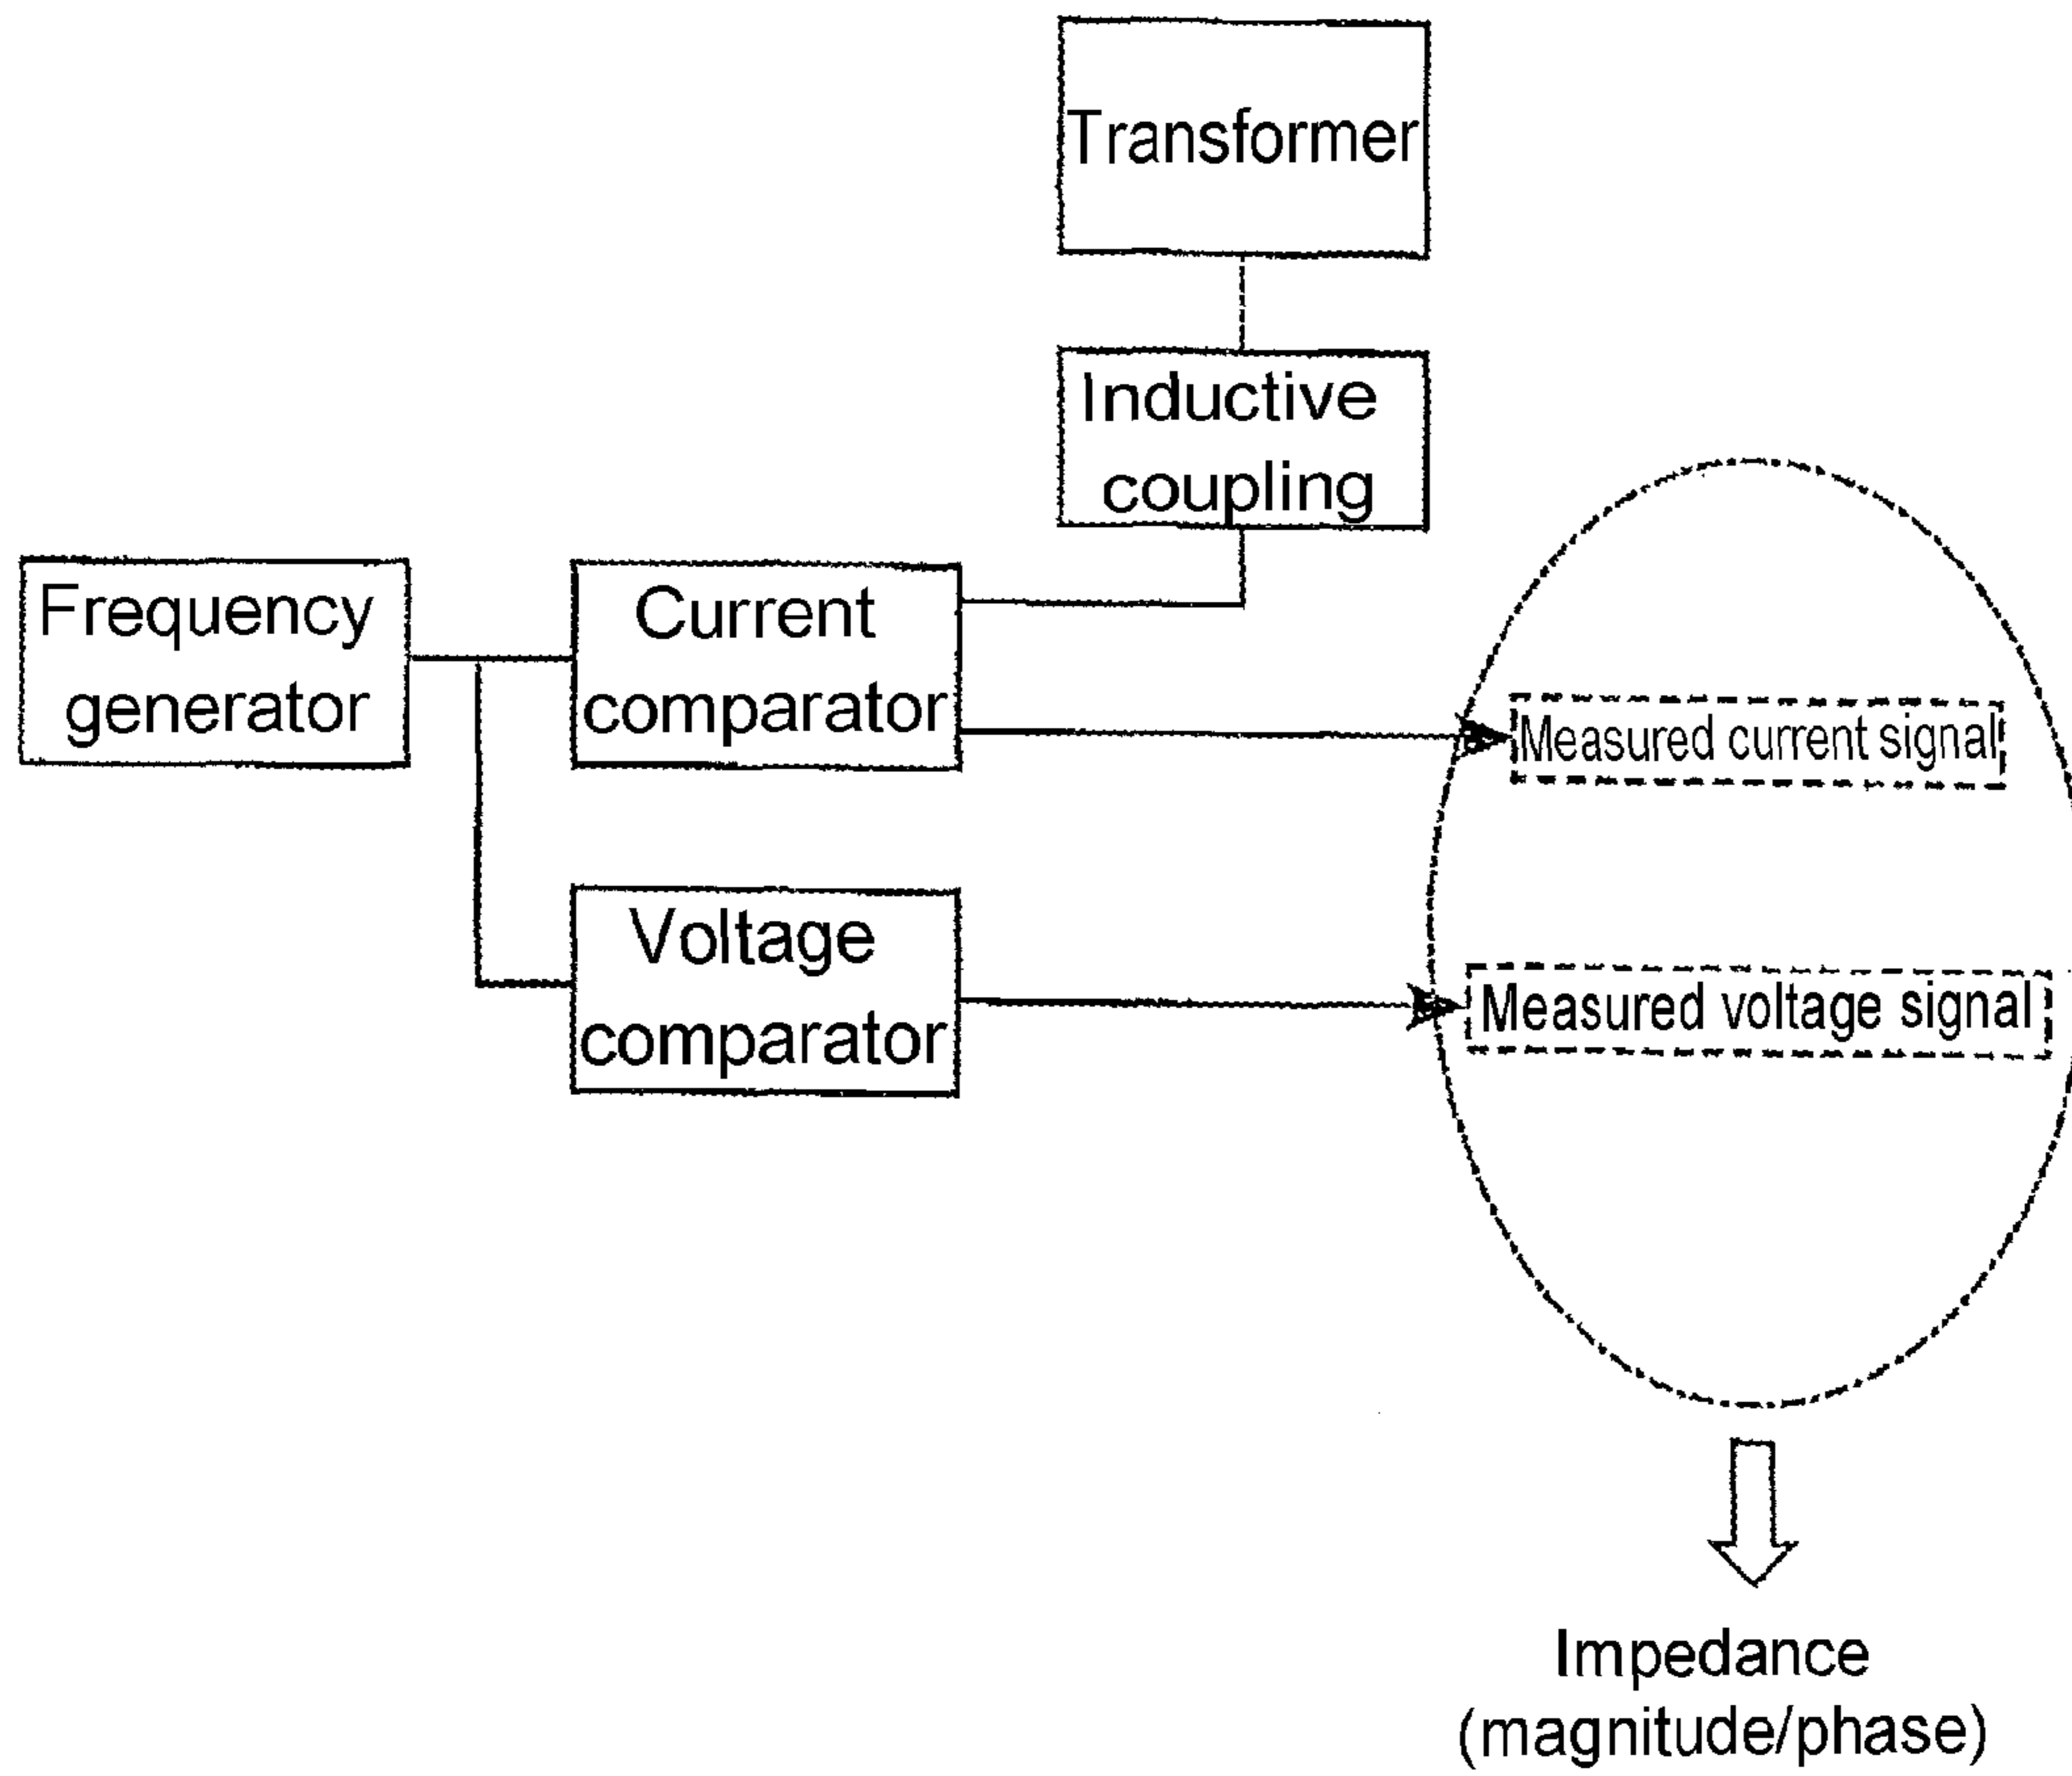 Transformer
Inductive
coupling
Frequency
generator
Current
comparator
Measured current signal
Voltage
comparator
Measured voltage signal
Impedance
(magnitude/phase)